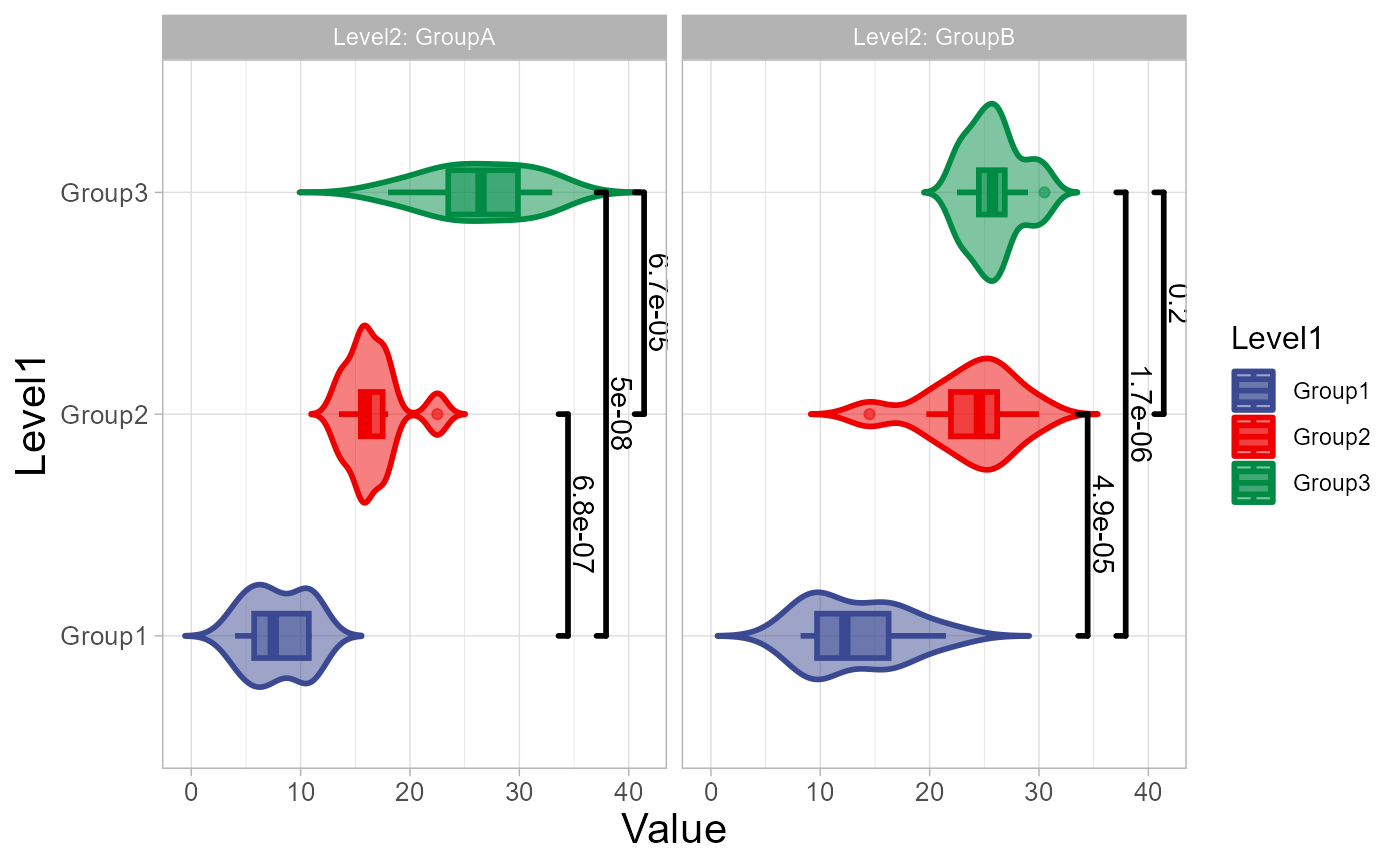 Level2: GroupA
Level2: GroupB
Level1
Group3
Group2
Group1
6.7e-05
5e-08
6.8e-07
0.2
1.7e-06
4.9e-05
0 10 20 30 40
0 10 20 30 40
Value
Level1
Group1
Group2
Group3